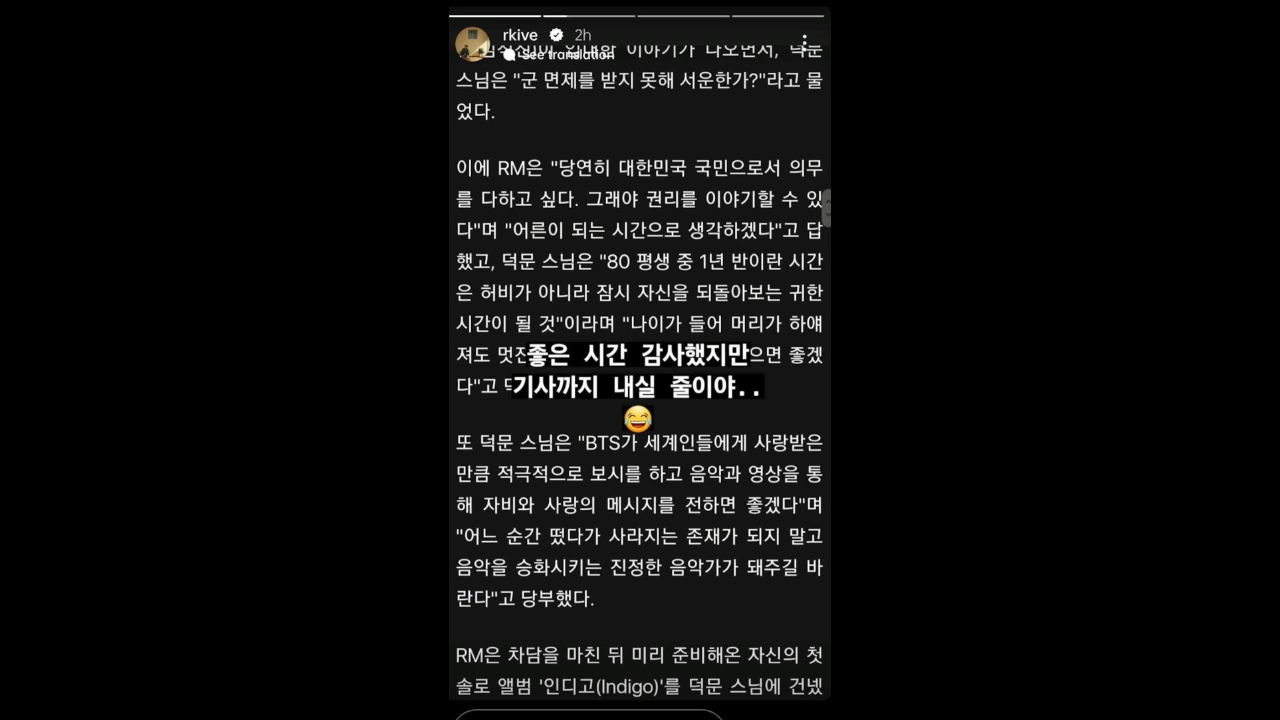 rkive 2h
See translation
이야기가 나오면서, 덕문
스님은 "군 면제를 받지 못해 서운한가?"라고 물
었다.
이에 RM은 "당연히 대한민국 국민으로서 의무
를 다하고 싶다. 그래야 권리를 이야기할 수 있
다"며 "어른이 되는 시간으로 생각하겠다"고 답
했고, 덕문 스님은 "80 평생 중 1년 반이란 시간
은 허비가 아니라 잠시 자신을 되돌아보는 귀한
시간이 될 것"이라며 "나이가 들어 머리가 하얘
져도 으면 좋겠
다"고
좋은 시간 감사했지만
기사까지 내실 줄이야..
😂
또 덕문 스님은 "BTS가 세계인들에게 사랑받은
만큼 적극적으로 보시를 하고 음악과 영상을 통
해 자비와 사랑의 메시지를 전하면 좋겠다"며
"어느 순간 떴다가 사라지는 존재가 되지 말고
음악을 승화시키는 진정한 음악가가 돼주길 바
란다"고 당부했다.
RM은 차담을 마친 뒤 미리 준비해온 자신의 첫
솔로 앨범 '인디고(Indigo)'를 덕문 스님에 건넸